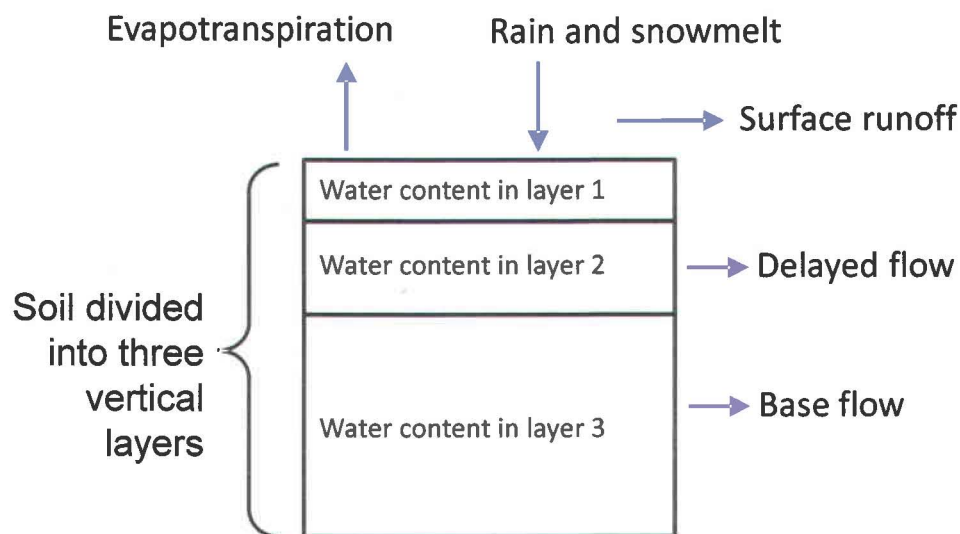 Evapotranspiration
Rain and snowmelt
Surface runoff
Water content in layer 1
Water content in layer 2
Delayed flow
Soil divided
into three
vertical
layers
Water content in layer 3
Base flow